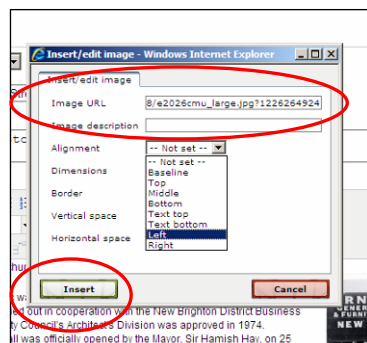 Insert/edit image - Windows Internet Explorer
Insert/edit image
Image URL 8/e2026cmu_large.jpg?1226264924
Image description
Alignment -- Not set --
-- Not set --
Baseline
Top
Middle
Bottom
Text top
Text bottom
Left
Right
Dimensions
Border
Vertical space
Horizontal space
Insert Cancel
out in cooperation with the New Brighton District Business
Council's Architect's Division was approved in 1974.
was officially opened by the Mayor, Sir Hamish Hay, on 25
NEW